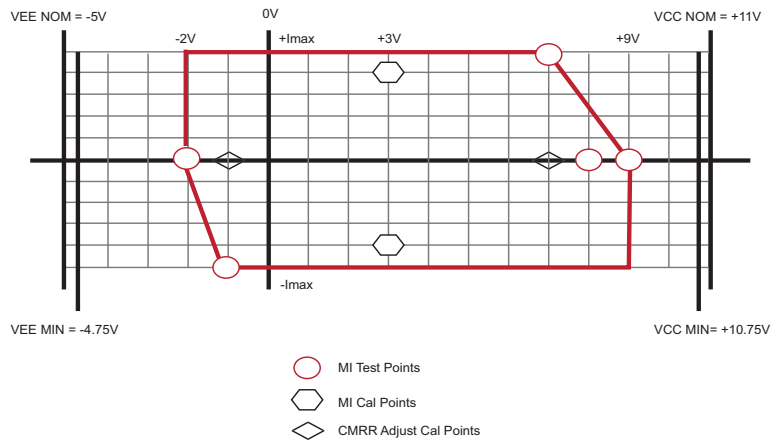 VEE NOM = -5V
0V
VCC NOM = +11V
-2V
+Imax
+3V
+9V
-Imax
VEE MIN = -4.75V
VCC MIN= +10.75V
MI Test Points
MI Cal Points
CMRR Adjust Cal Points